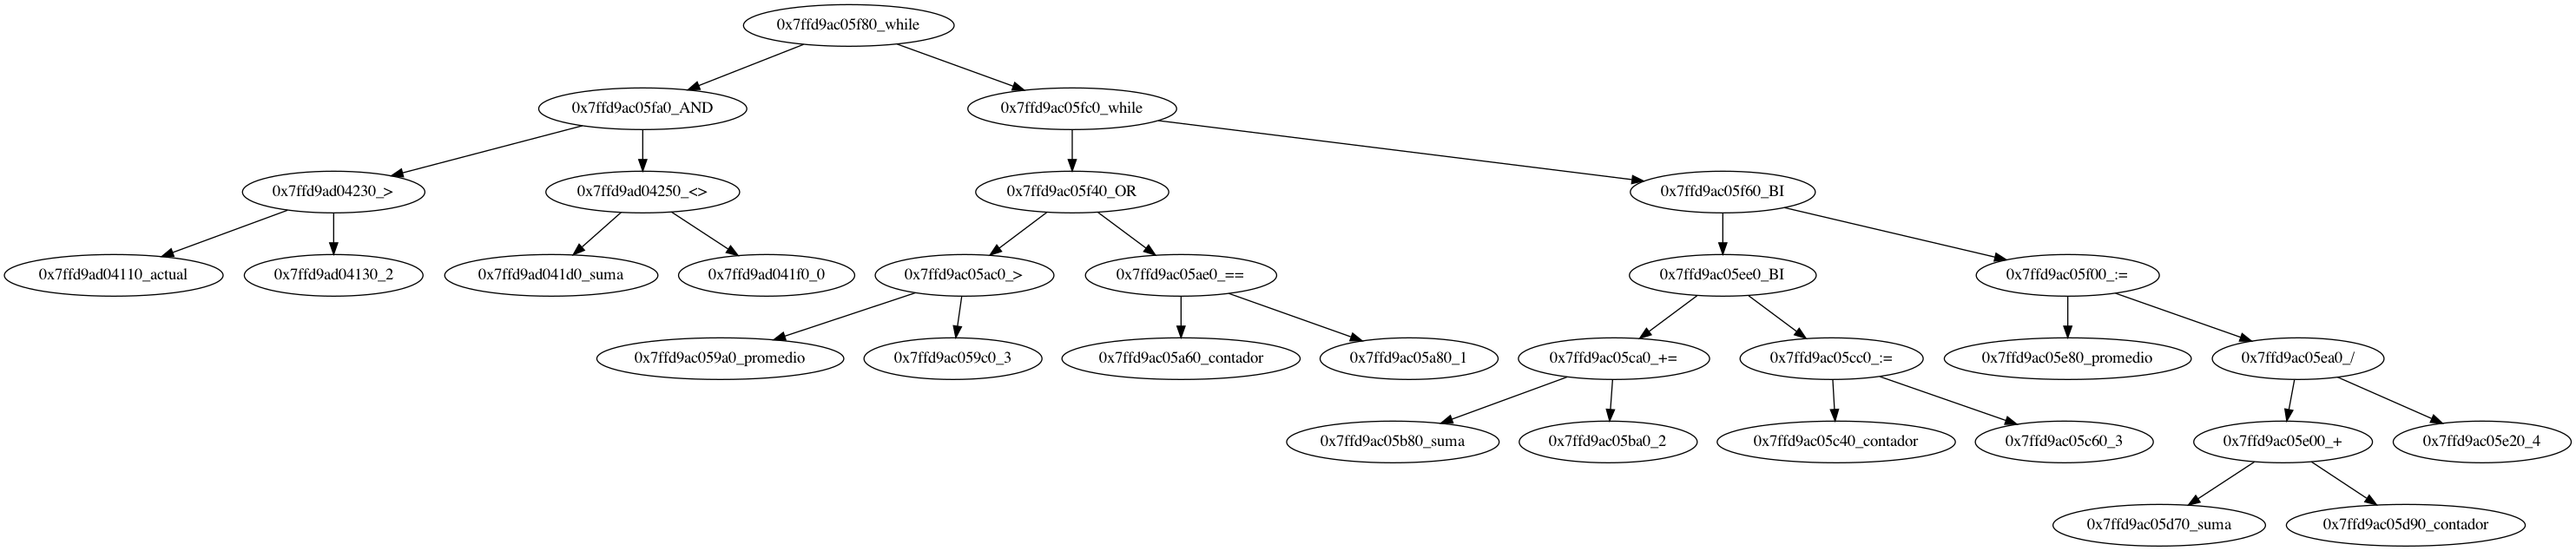 0x7ffd9ac05f80_while
0x7ffd9ac05fa0_AND
0x7ffd9ac05fc0_while
0x7ffd9ad04230_>
0x7ffd9ad04250_<>
0x7ffd9ac05f40_OR
0x7ffd9ac05f60_BI
0x7ffd9ad04110_actual
0x7ffd9ad04130_2
0x7ffd9ad041d0_suma
0x7ffd9ad041f0_0
0x7ffd9ac05ac0_>
0x7ffd9ac05ae0_==
0x7ffd9ac05ee0_BI
0x7ffd9ac05f00_:=
0x7ffd9ac059a0_promedio
0x7ffd9ac059c0_3
0x7ffd9ac05a60_contador
0x7ffd9ac05a80_1
0x7ffd9ac05ca0_+=
0x7ffd9ac05cc0_:=
0x7ffd9ac05e80_promedio
0x7ffd9ac05ea0_/
0x7ffd9ac05b80_suma
0x7ffd9ac05ba0_2
0x7ffd9ac05c40_contador
0x7ffd9ac05c60_3
0x7ffd9ac05e00_+
0x7ffd9ac05e20_4
0x7ffd9ac05d70_suma
0x7ffd9ac05d90_contador